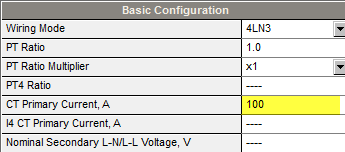 Basic Configuration
Wiring Mode 4LN3
PT Ratio 1.0
PT Ratio Multiplier x1
PT4 Ratio ----
CT Primary Current, A 100
I4 CT Primary Current, A ----
Nominal Secondary L-N/L-L Voltage, V ----